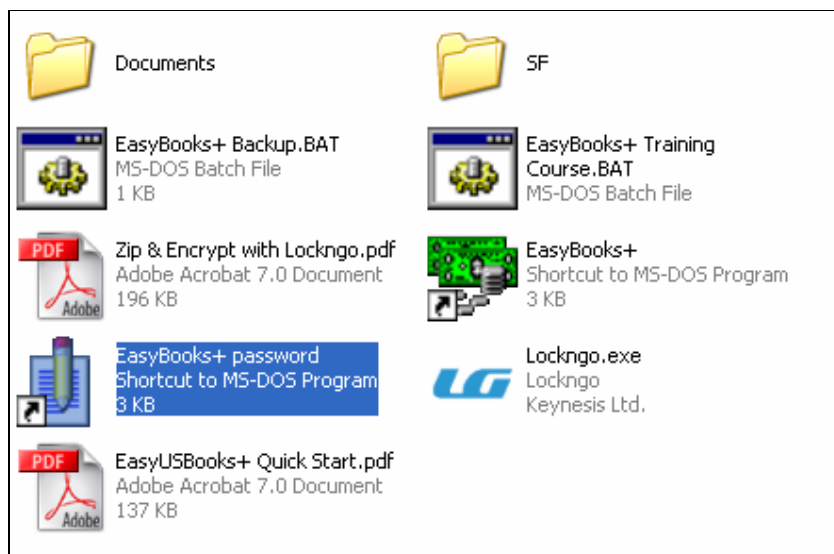 Documents
SF
EasyBooks+ Backup.BAT
MS-DOS Batch File
1 KB
EasyBooks+ Training
Course.BAT
MS-DOS Batch File
PDF
Adobe
Zip & Encrypt with Lockngo.pdf
Adobe Acrobat 7.0 Document
196 KB
EasyBooks+
Shortcut to MS-DOS Program
3 KB
EasyBooks+ password
Shortcut to MS-DOS Program
3 KB
LG
Lockngo.exe
Lockngo
Keynesis Ltd.
PDF
Adobe
EasyUSBooks+ Quick Start.pdf
Adobe Acrobat 7.0 Document
137 KB